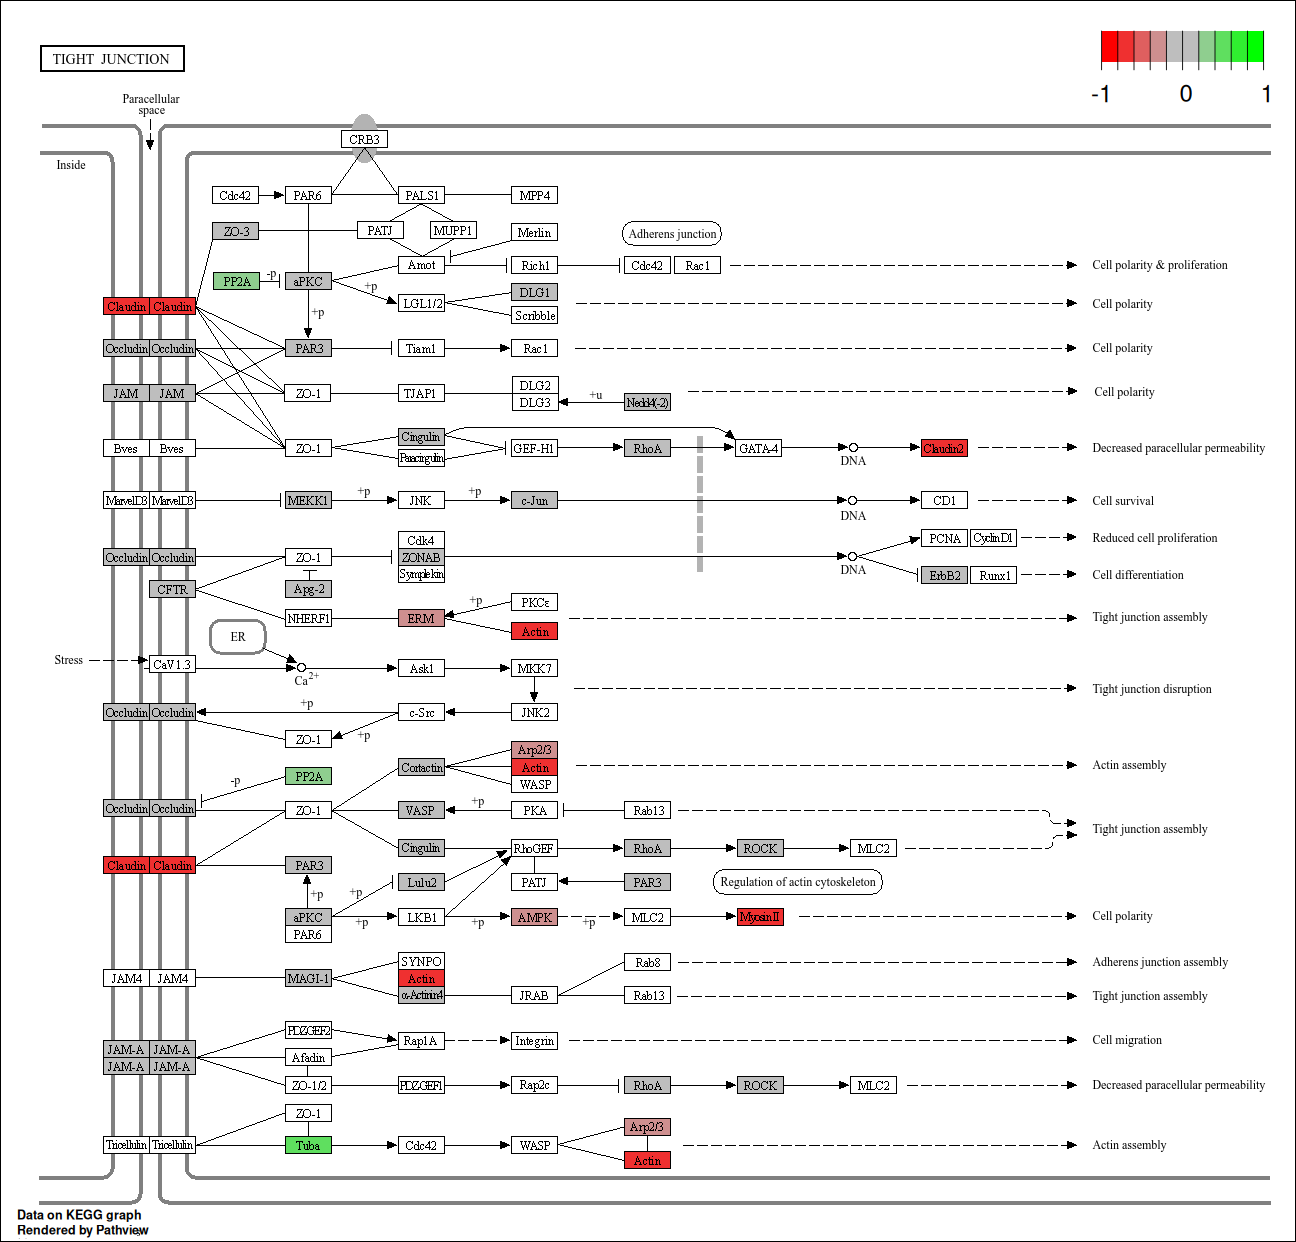 TIGHT JUNCTION
-1 0 1
Paracellular
space
Inside
CRB3
Cdc42 PAR6 PALS1 MPP4
ZO-3 PATJ MUPP1 Merlin Adherens junction
Amot Rich1 Cdc42 Rac1 Cell polarity & proliferation
PP2A -p aPKC +p
DLG1
Claudin Claudin LGL1/2 Cell polarity
+p Scribble
Occludin Occludin PAR3 Tiam1 Rac1 Cell polarity
DLG2
JAM JAM ZO-1 TJAP1 +u Cell polarity
DLG3 Nedd4(-2)
Cingulin
Bves Bves ZO-1 GEF-H1 RhoA GATA-4 DNA Claudin2 Decreased paracellular permeability
Paracingulin
MarvelD3 MarvelD3 MEKK1 +p JNK +p c-Jun DNA CD1 Cell survival
Cdk4 PCNA CyclinD1 Reduced cell proliferation
Occludin Occludin ZO-1 ZONAB DNA
Symplekin ErbB2 Runx1 Cell differentiation
CFTR Apg-2
PKCε
NHERF1 ERM +p Tight junction assembly
Actin
ER
Stress CaV1.3 Ca2+ Ask1 MKK7
Tight junction disruption
Occludin Occludin +p c-Src JNK2
ZO-1 +p
Arp2/3
Cortactin Actin Actin assembly
-p PP2A WASP
Occludin Occludin ZO-1 VASP +p PKA Rab13
Tight junction assembly
Cingulin RhoGEF RhoA ROCK MLC2
Claudin Claudin PAR3
+p +p Lulu2 PATJ PAR3 Regulation of actin cytoskeleton
aPKC +p LKB1 +p AMPK +p MLC2 MyosinII Cell polarity
PAR6
SYNPO Rab8 Adherens junction assembly
JAM4 JAM4 MAGI-1 Actin
α-Actinin4 JRAB Rab13 Tight junction assembly
PDZGEF2
JAM-A JAM-A Rap1A Integrin Cell migration
JAM-A JAM-A Afadin
ZO-1/2 PDZGEF1 Rap2c RhoA ROCK MLC2 Decreased paracellular permeability
ZO-1
Arp2/3
Tricellulin Tricellulin Tuba Cdc42 WASP Actin assembly
Actin
Data on KEGG graph
Rendered by Pathview